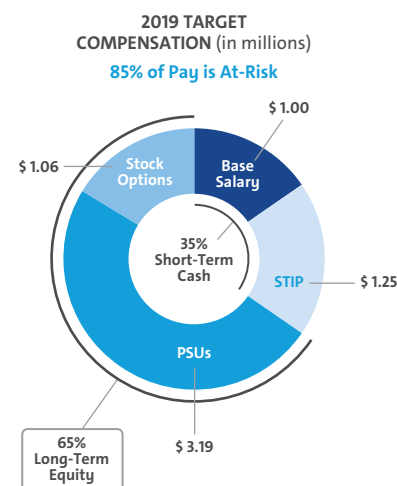 2019 TARGET
COMPENSATION (in millions)
85% of Pay is At-Risk
$ 1.00
$ 1.06
Stock
Options
Base
Salary
35%
Short-Term
Cash
STIP
$ 1.25
PSUs
65%
Long-Term
Equity
$ 3.19